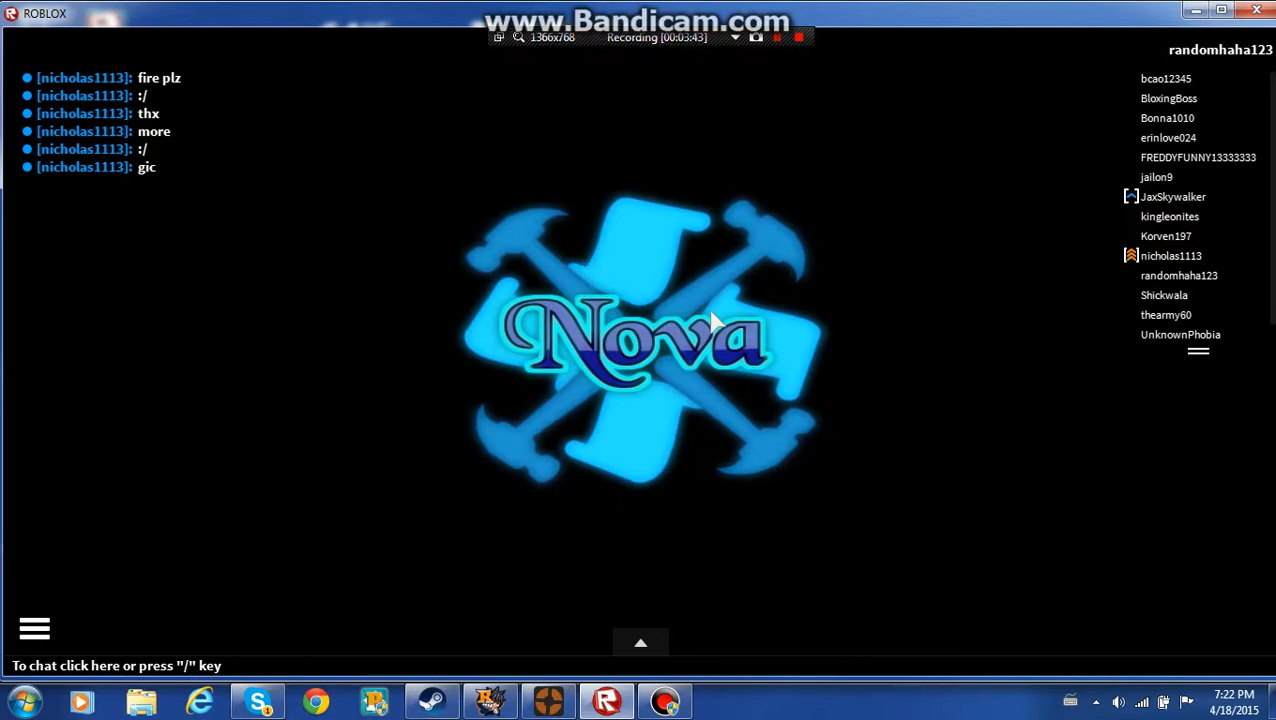 ROBLOX
www.Bandicam.com
1366x768 Recording [00:03:43]
randomhaha123
[nicholas1113]: fire plz
[nicholas1113]: :/
[nicholas1113]: thx
[nicholas1113]: more
[nicholas1113]: :/
[nicholas1113]: gic
bcao12345
BloxingBoss
Bonna1010
erinlove024
FREDDYFUNNY13333333
jailon9
JaxSkywalker
kingleonites
Korven197
nicholas1113
randomhaha123
Shickwala
thearmy60
UnknownPhobia
Nova
To chat click here or press "/" key
7:22 PM
4/18/2015